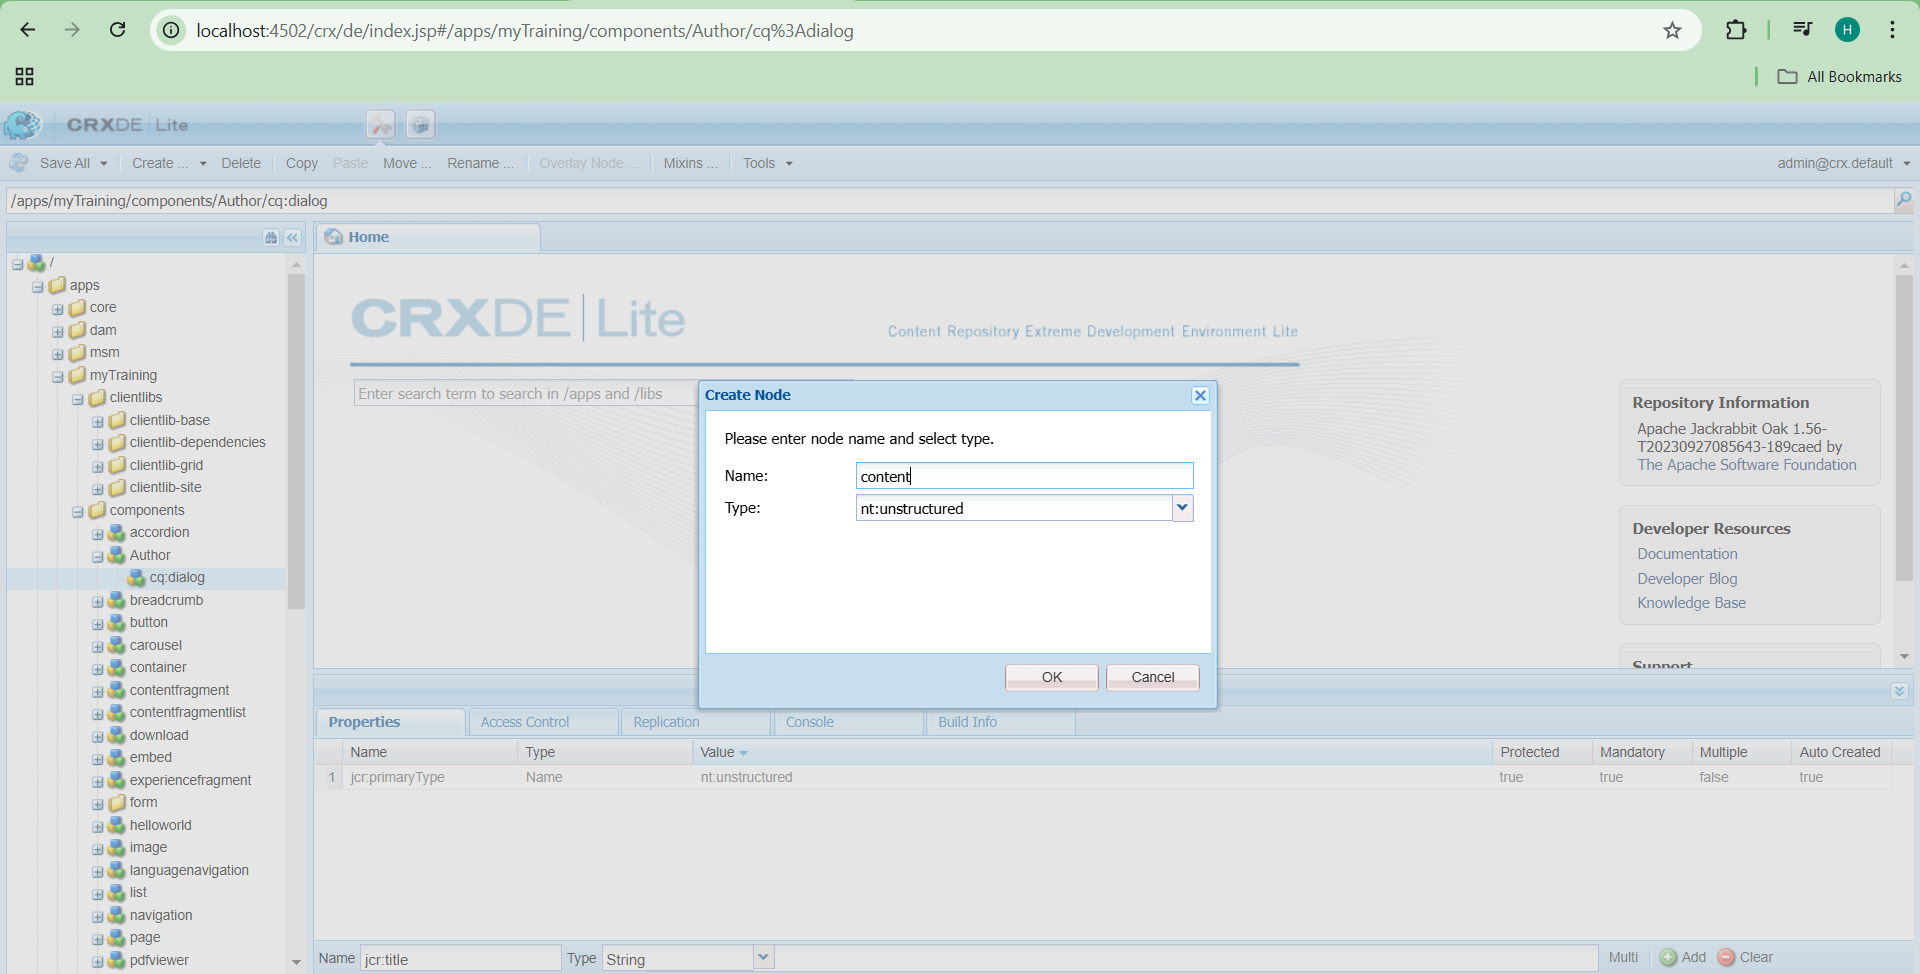 localhost:4502/crx/de/index.jsp#/apps/myTraining/components/Author/cq%3Adialog
H
All Bookmarks
CRXDE | Lite
Save All Create ... Delete Copy Paste Move ... Rename ... Overlay Node ... Mixins ... Tools admin@crx.default
/apps/myTraining/components/Author/cq:dialog
Home
/
apps
core
dam
msm
myTraining
clientlibs
clientlib-base
clientlib-dependencies
clientlib-grid
clientlib-site
components
accordion
Author
cq:dialog
breadcrumb
button
carousel
container
contentfragment
contentfragmentlist
download
embed
experiencefragment
form
helloworld
image
languagenavigation
list
navigation
page
pdfviewer
CRXDE | Lite
Content Repository Extreme Development Environment Lite
Enter search term to search in /apps and /libs
Create Node
Please enter node name and select type.
Name: content
Type: nt:unstructured
OK Cancel
Repository Information
Apache Jackrabbit Oak 1.56-
T20230927085643-189caed by
The Apache Software Foundation
Developer Resources
Documentation
Developer Blog
Knowledge Base
Support
Properties Access Control Replication Console Build Info
Name Type Value Protected Mandatory Multiple Auto Created
1 jcr:primaryType Name nt:unstructured true true false true
Name jcr:title Type String Multi Add Clear